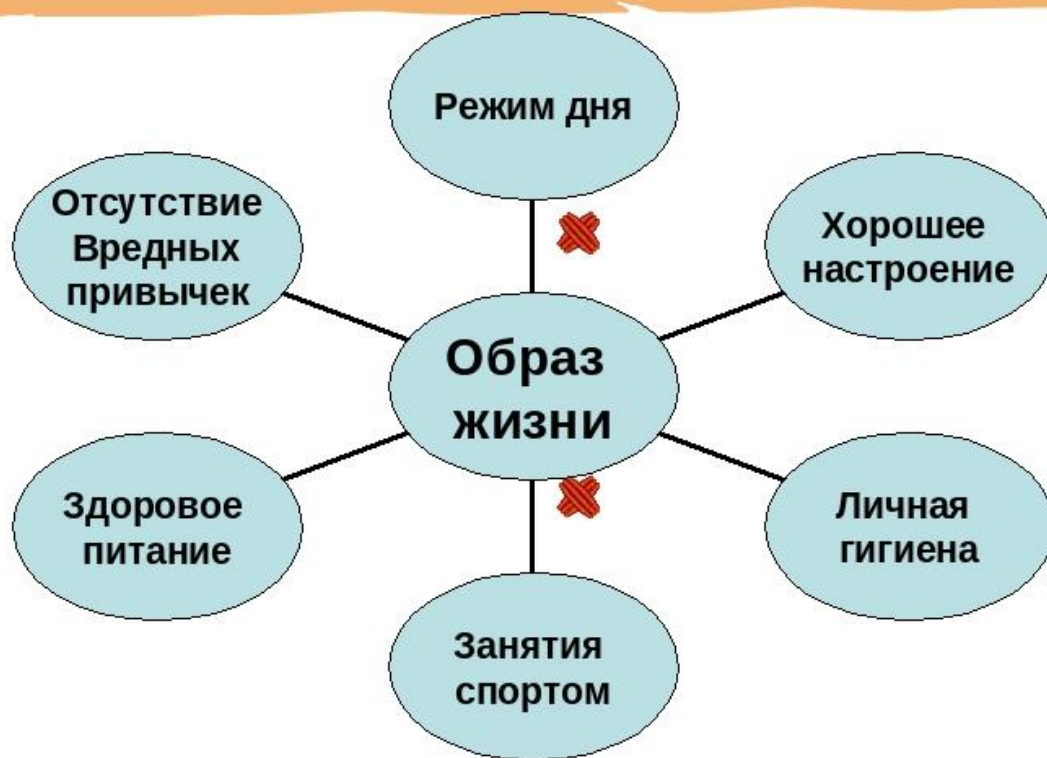 Режим дня
Отсутствие
Вредных
привычек
Хорошее
настроение
Образ
жизни
Здоровое
питание
Личная
гигиена
Занятия
спортом